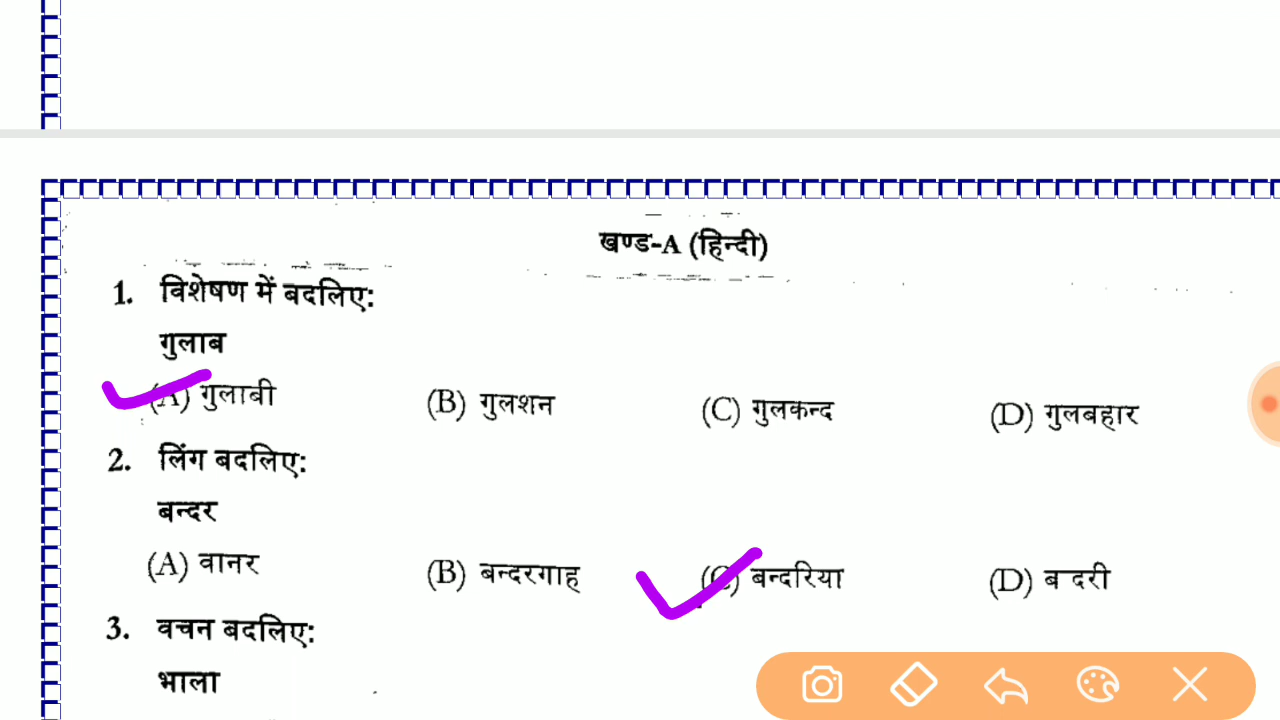 खण्ड-A (हिन्दी)
1. विशेषण में बदलिए:
गुलाब
(A) गुलाबी (B) गुलशन (C) गुलकन्द (D) गुलबहार
2. लिंग बदलिए:
बन्दर
(A) वानर (B) बन्दरगाह (C) बन्दरिया (D) ब दरी
3. वचन बदलिए:
भाला